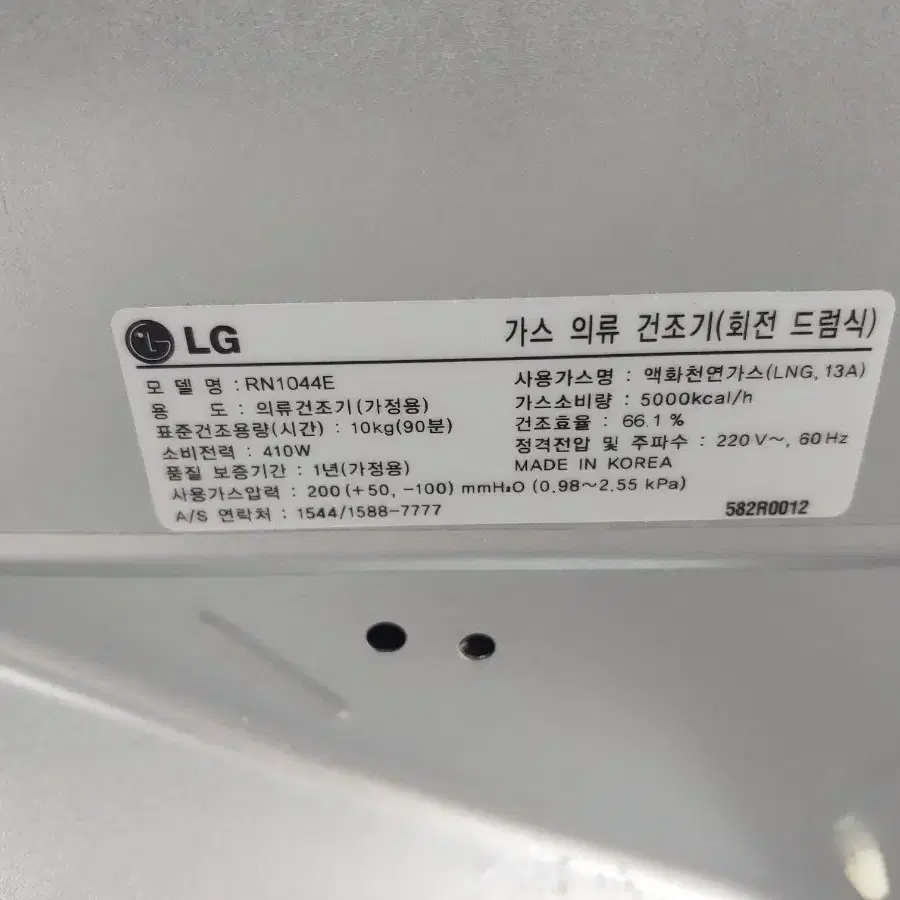 LG 가스 의류 건조기(회전 드럼식)
모 델 명 : RN1044E
용 도 : 의류건조기(가정용)
표준건조용량(시간) : 10kg(90분)
소비전력 : 410W
품질 보증기간 : 1년(가정용)
사용가스압력 : 200 (+50, -100) mmH₂O (0.98~2.55 kPa)
A/S 연락처 : 1544/1588-7777
사용가스명 : 액화천연가스(LNG, 13A)
가스소비량 : 5000kcal/h
건조효율 : 66.1 %
정격전압 및 주파수 : 220 V~, 60 Hz
MADE IN KOREA
582R0012